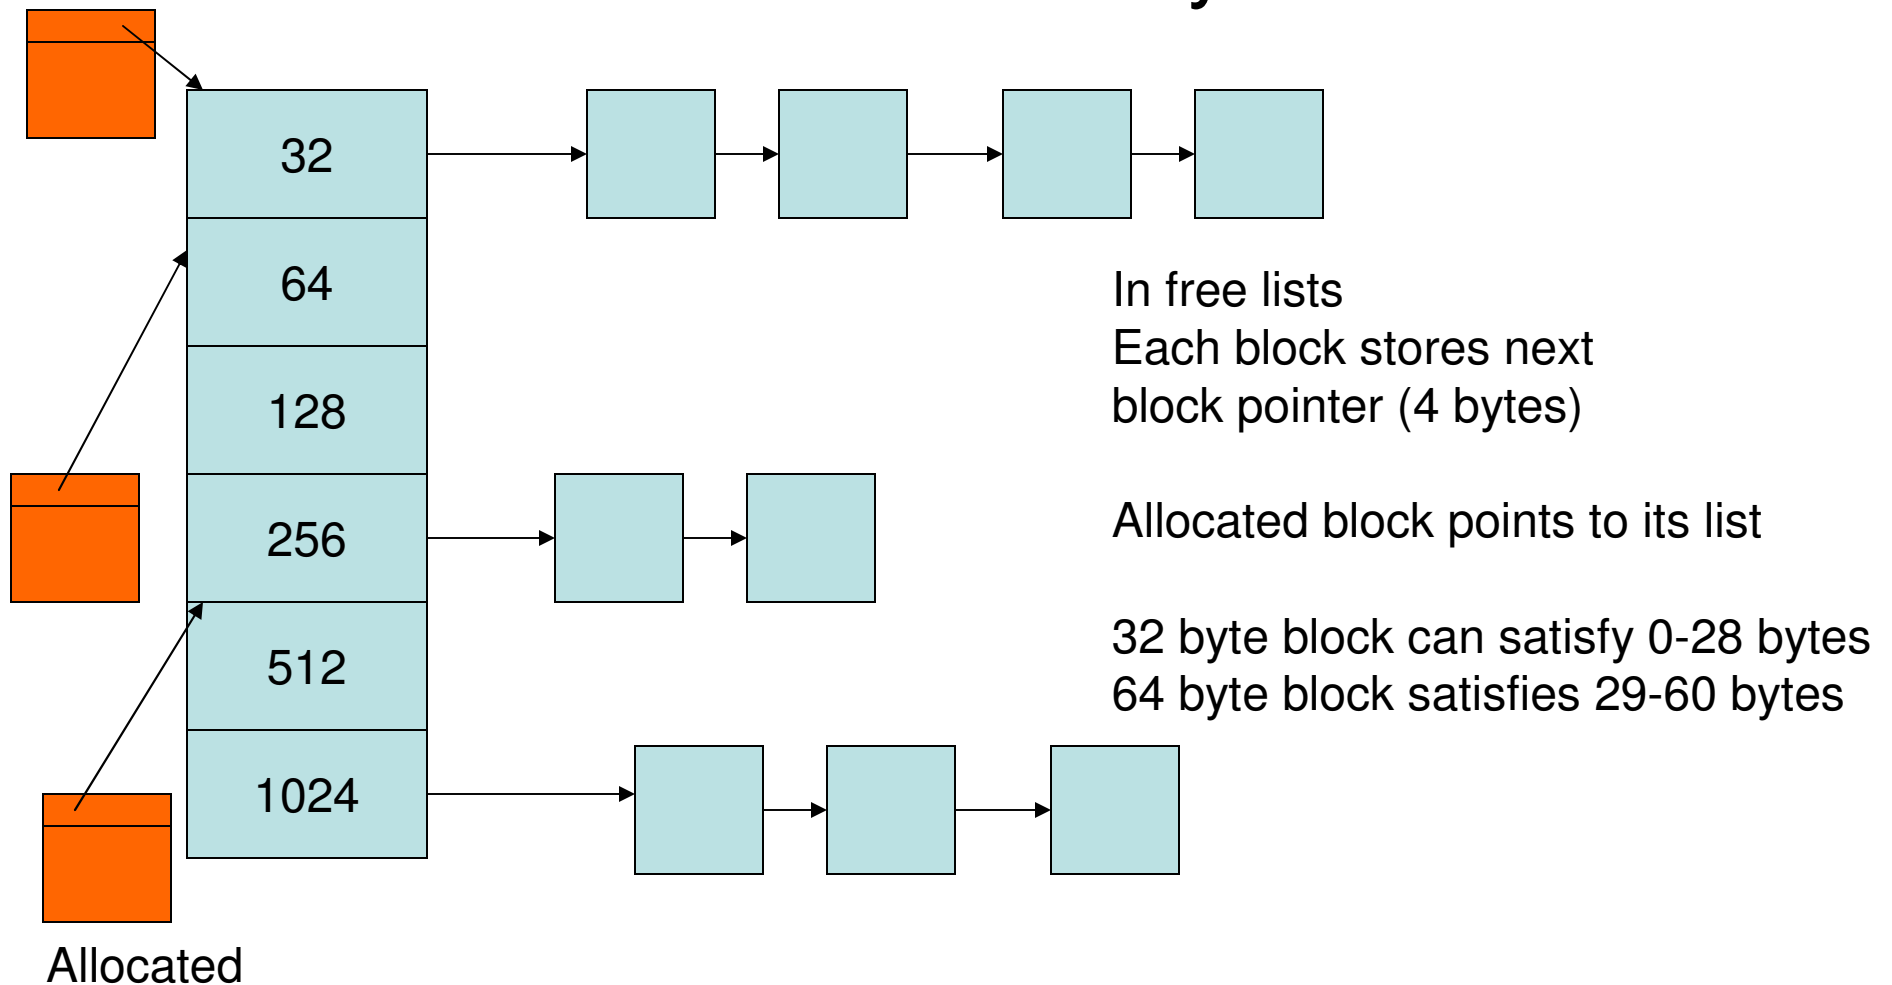 32
64
128
256
512
1024
In free lists
Each block stores next
block pointer (4 bytes)
Allocated block points to its list
32 byte block can satisfy 0-28 bytes
64 byte block satisfies 29-60 bytes
Allocated